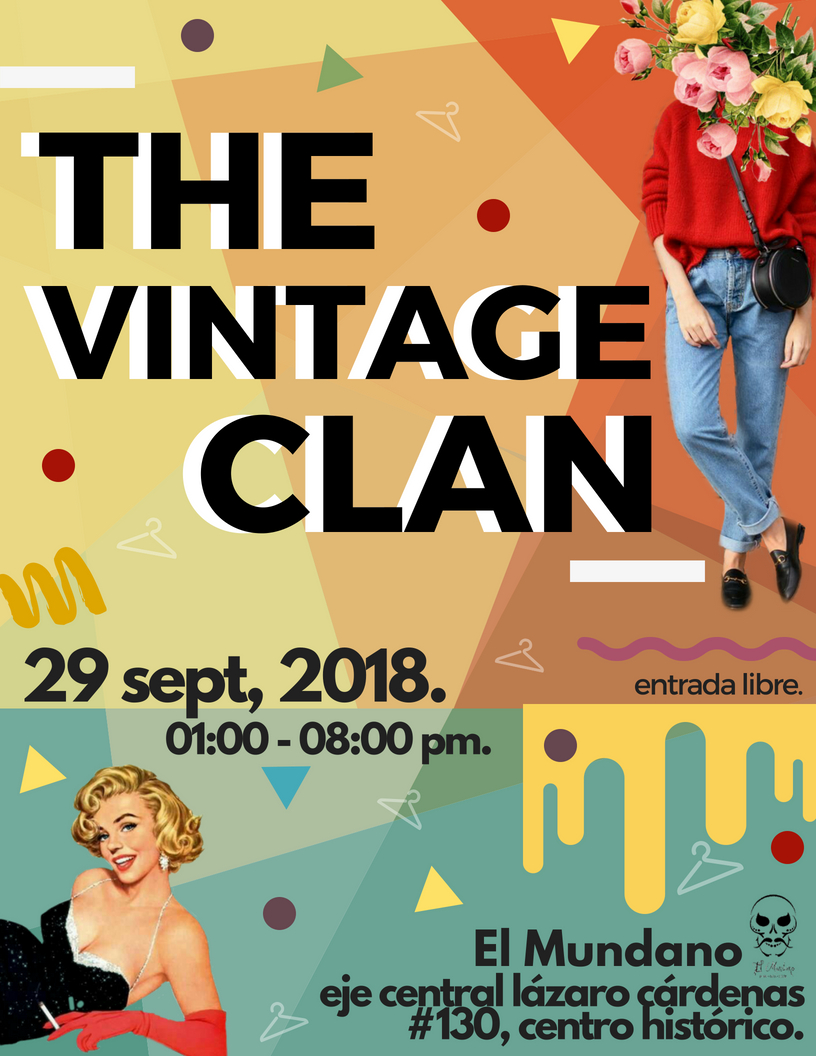 THE
VINTAGE
CLAN
29 sept, 2018.
entrada libre.
01:00 - 08:00 pm.
El Mundano
eje central lázaro cárdenas
#130, centro histórico.